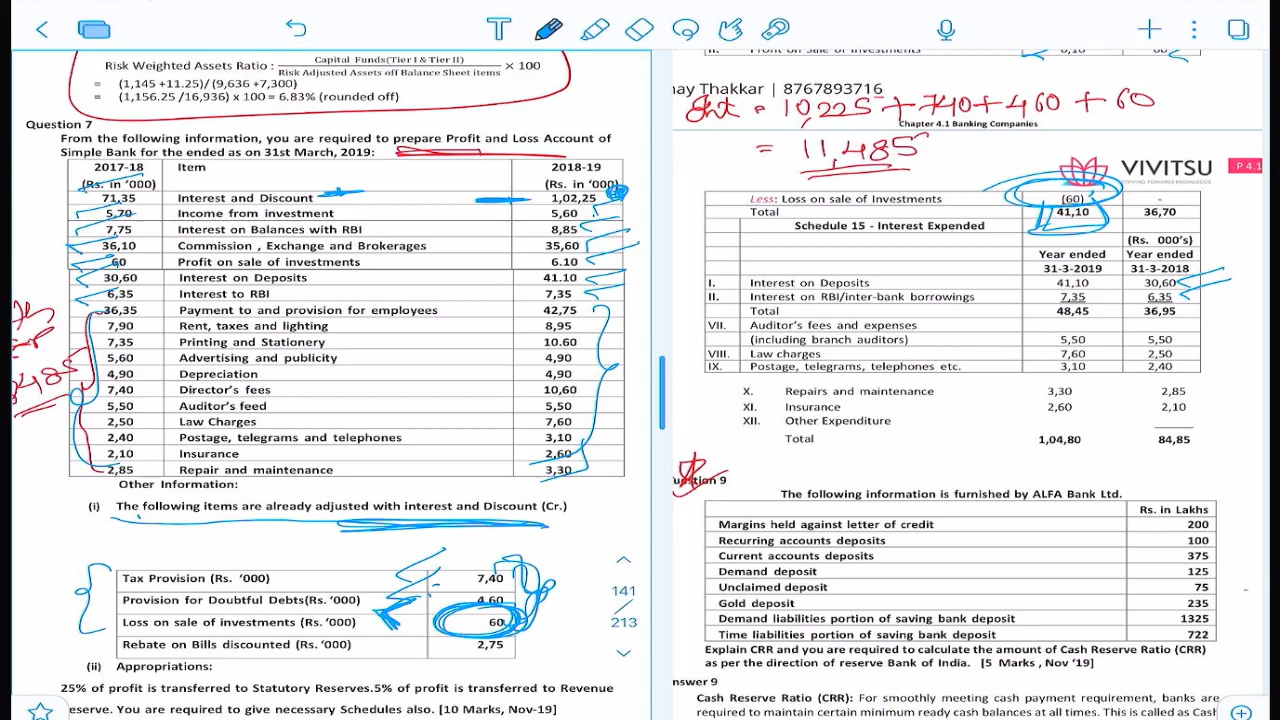 Risk Weighted Assets Ratio : Capital Funds(Tier I & Tier II) / Risk Adjusted Assets off Balance Sheet items × 100
= (1,145 +11.25)/ (9,636 +7,300)
= (1,156.25 /16,936) x 100 = 6.83% (rounded off)
Question 7
From the following information, you are required to prepare Profit and Loss Account of
Simple Bank for the ended as on 31st March, 2019:
2017-18 Item 2018-19
(Rs. in '000) (Rs. in '000)
71,35 Interest and Discount 1,02,25
5,70 Income from investment 5,60
7,75 Interest on Balances with RBI 8,85
36,10 Commission , Exchange and Brokerages 35,60
60 Profit on sale of investments 6.10
30,60 Interest on Deposits 41.10
6,35 Interest to RBI 7,35
36,35 Payment to and provision for employees 42,75
7,90 Rent, taxes and lighting 8,95
7,35 Printing and Stationery 10.60
5,60 Advertising and publicity 4,90
4,90 Depreciation 4,90
7,40 Director's fees 10,60
5,50 Auditor's feed 5,50
2,50 Law Charges 7,60
2,40 Postage, telegrams and telephones 3,10
2,10 Insurance 2,60
2,85 Repair and maintenance 3,30
Other Information:
(i) The following items are already adjusted with interest and Discount (Cr.)
Tax Provision (Rs. '000) 7,40
Provision for Doubtful Debts(Rs. '000) 4,60
Loss on sale of investments (Rs. '000) 60
Rebate on Bills discounted (Rs. '000) 2,75
(ii) Appropriations:
25% of profit is transferred to Statutory Reserves.5% of profit is transferred to Revenue
eserve. You are required to give necessary Schedules also. [10 Marks, Nov-19]
141
/
213
nay Thakkar | 8767893716
= 10,225 + 740 + 460 + 60
Chapter 4.1 Banking Companies
= 11,485
VIVITSU
P 4.1
Less: Loss on sale of Investments (60) -
Total 41,10 36,70
Schedule 15 - Interest Expended
(Rs. 000's)
Year ended Year ended
31-3-2019 31-3-2018
I. Interest on Deposits 41,10 30,60
II. Interest on RBI/inter-bank borrowings 7,35 6,35
Total 48,45 36,95
VII. Auditor's fees and expenses
(including branch auditors) 5,50 5,50
VIII. Law charges 7,60 2,50
IX. Postage, telegrams, telephones etc. 3,10 2,40
X. Repairs and maintenance 3,30 2,85
XI. Insurance 2,60 2,10
XII. Other Expenditure
Total 1,04,80 84,85
uestion 9
The following information is furnished by ALFA Bank Ltd.
Rs. in Lakhs
Margins held against letter of credit 200
Recurring accounts deposits 100
Current accounts deposits 375
Demand deposit 125
Unclaimed deposit 75
Gold deposit 235
Demand liabilities portion of saving bank deposit 1325
Time liabilities portion of saving bank deposit 722
Explain CRR and you are required to calculate the amount of Cash Reserve Ratio (CRR)
as per the direction of reserve Bank of India. [5 Marks , Nov '19]
nswer 9
Cash Reserve Ratio (CRR): For smoothly meeting cash payment requirement, banks are
required to maintain certain minimum ready cash balances at all times. This is called as Cash